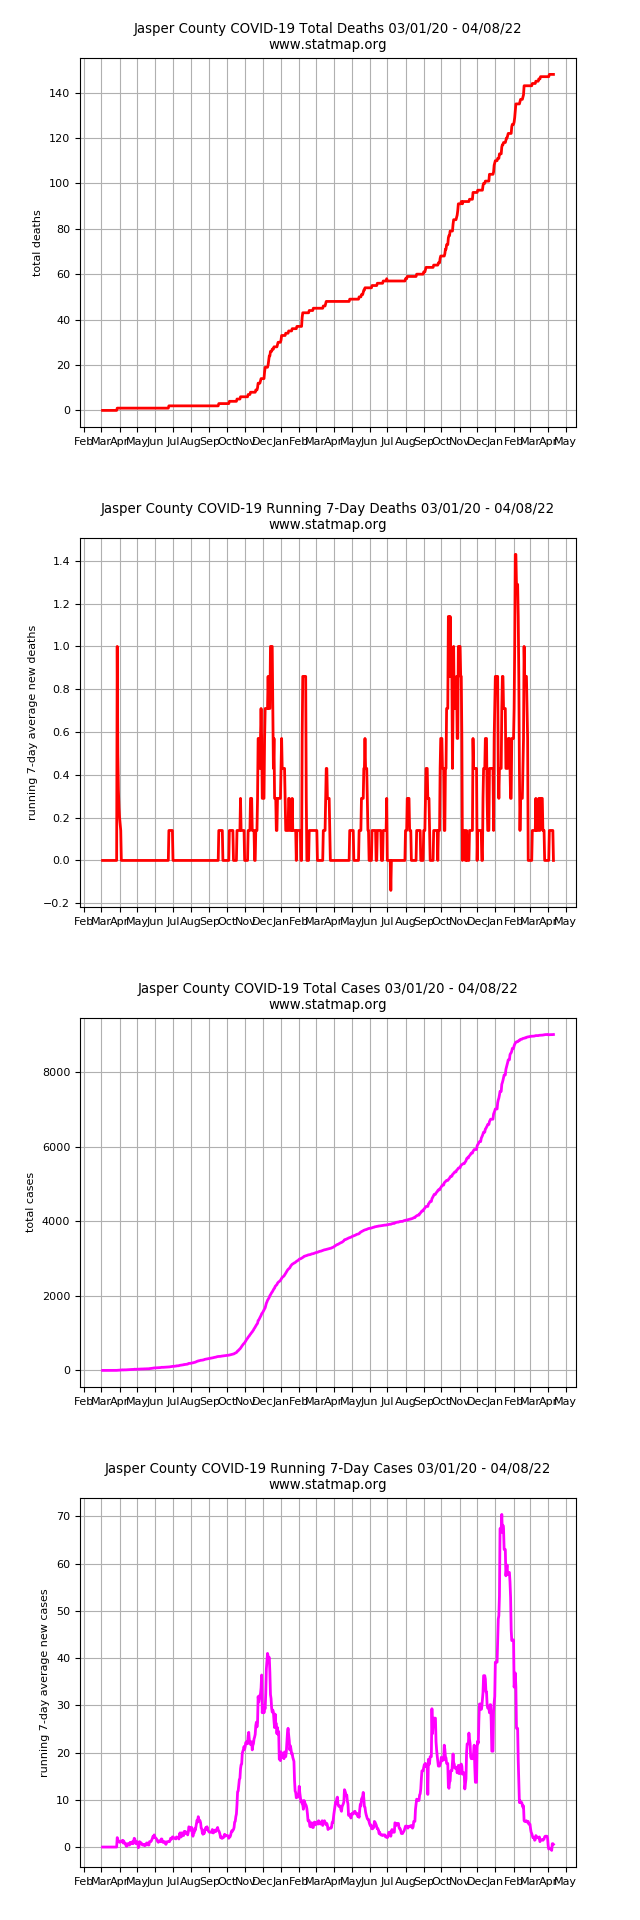 Jasper County COVID-19 Total Deaths 03/01/20 - 04/08/22
www.statmap.org
140
120
100
80
60
40
20
0
total deaths
Feb Mar Apr May Jun Jul Aug Sep Oct Nov Dec Jan Feb Mar Apr May Jun Jul Aug Sep Oct Nov Dec Jan Feb Mar Apr May
Jasper County COVID-19 Running 7-Day Deaths 03/01/20 - 04/08/22
www.statmap.org
1.4
1.2
1.0
0.8
0.6
0.4
0.2
0.0
−0.2
running 7-day average new deaths
Feb Mar Apr May Jun Jul Aug Sep Oct Nov Dec Jan Feb Mar Apr May Jun Jul Aug Sep Oct Nov Dec Jan Feb Mar Apr May
Jasper County COVID-19 Total Cases 03/01/20 - 04/08/22
www.statmap.org
8000
6000
4000
2000
0
total cases
Feb Mar Apr May Jun Jul Aug Sep Oct Nov Dec Jan Feb Mar Apr May Jun Jul Aug Sep Oct Nov Dec Jan Feb Mar Apr May
Jasper County COVID-19 Running 7-Day Cases 03/01/20 - 04/08/22
www.statmap.org
70
60
50
40
30
20
10
0
running 7-day average new cases
Feb Mar Apr May Jun Jul Aug Sep Oct Nov Dec Jan Feb Mar Apr May Jun Jul Aug Sep Oct Nov Dec Jan Feb Mar Apr May